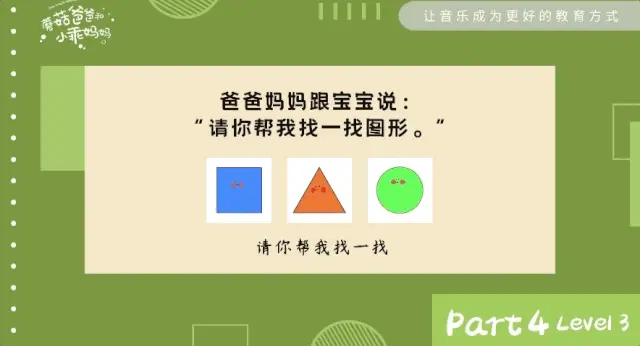 蘑菇爸爸和
小乖妈妈
让音乐成为更好的教育方式
爸爸妈妈跟宝宝说：
“请你帮我找一找图形。”
请你帮我找一找
Part 4 Level 3